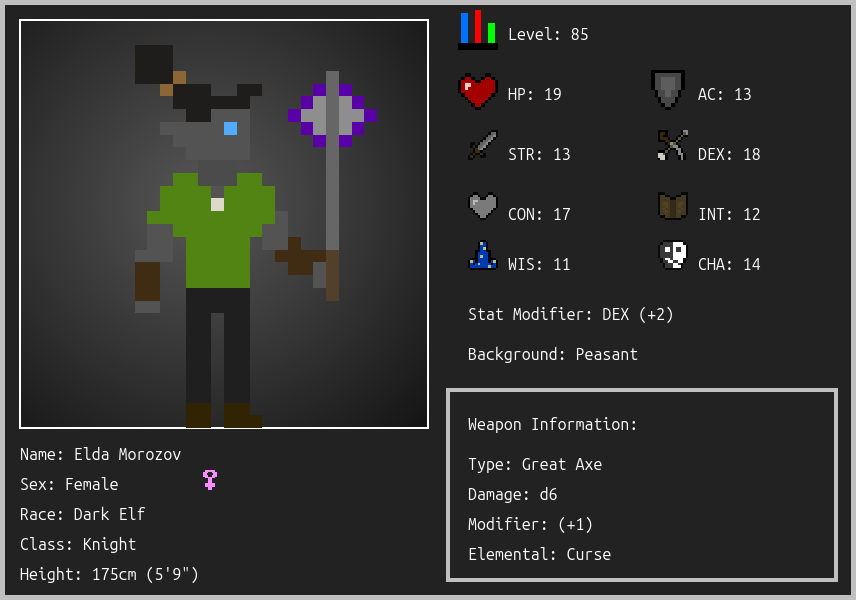 Level: 85
HP: 19
AC: 13
STR: 13
DEX: 18
CON: 17
INT: 12
WIS: 11
CHA: 14
Stat Modifier: DEX (+2)
Background: Peasant
Weapon Information:
Type: Great Axe
Damage: d6
Modifier: (+1)
Elemental: Curse
Name: Elda Morozov
Sex: Female
Race: Dark Elf
Class: Knight
Height: 175cm (5'9")